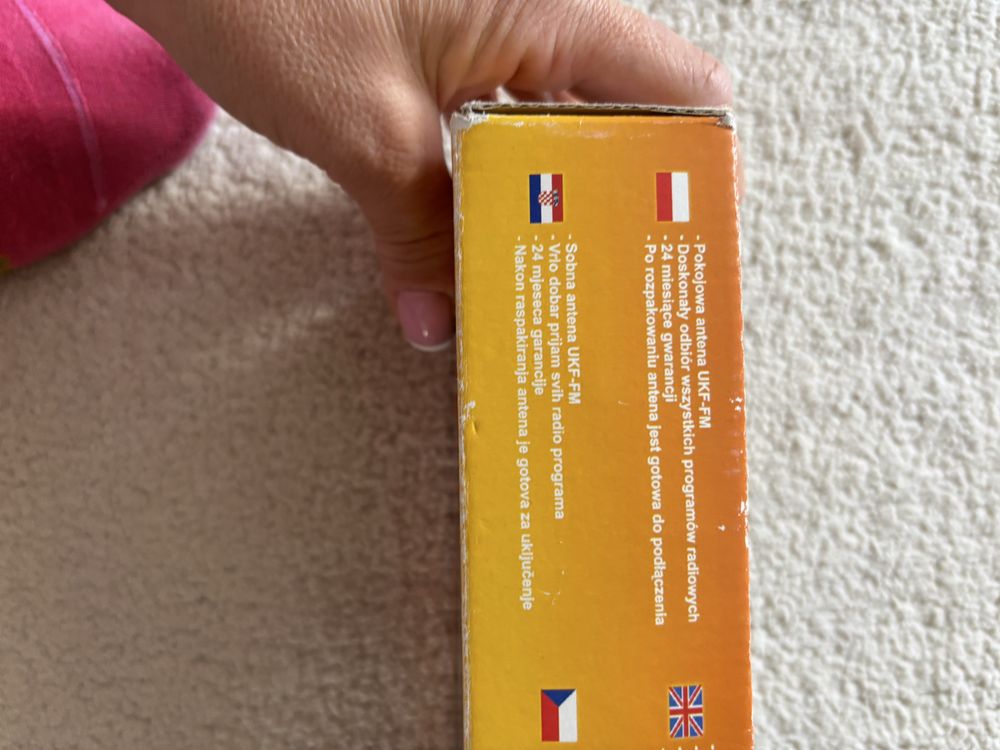 - Pokojowa antena UKF-FM
- Doskonały odbiór wszystkich programów radiowych
- 24 miesiące gwarancji
- Po rozpakowaniu antena jest gotowa do podłączenia
- Sobna antena UKF-FM
- Vrlo dobar prijam svih radio programa
- 24 mjeseca garancije
- Nakon raspakiranja antena je gotova za uključenje